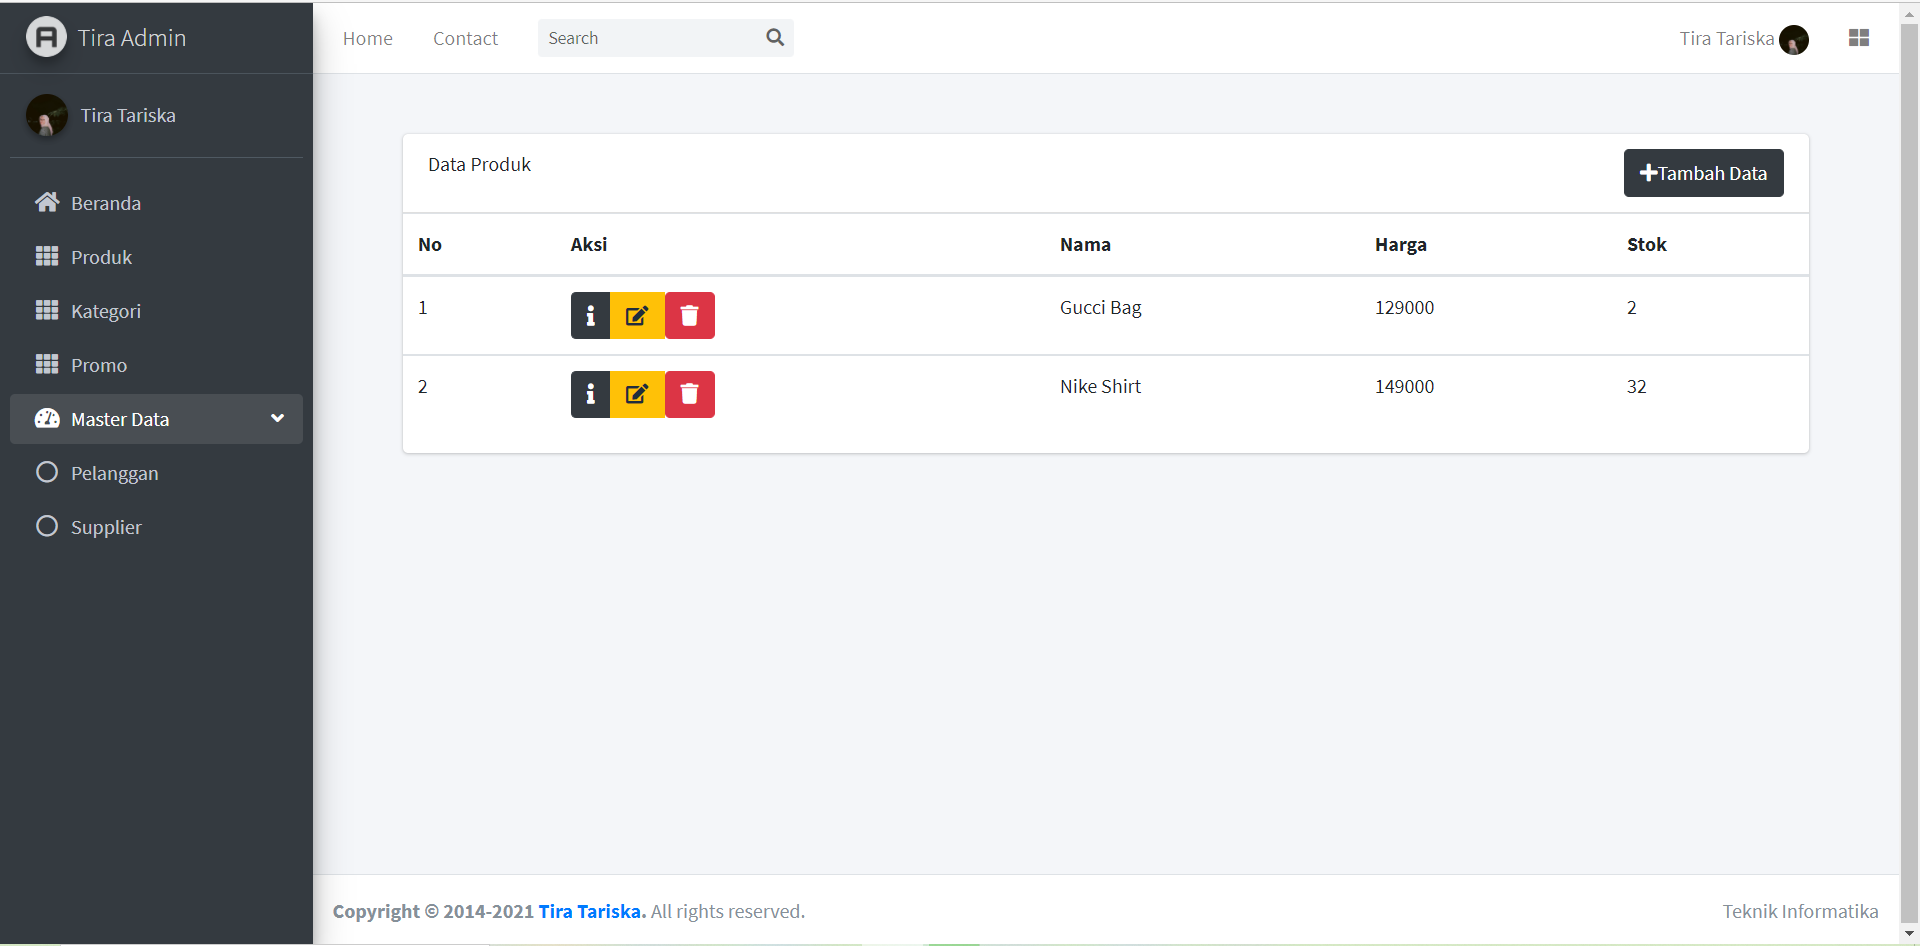 Tira Admin
Home Contact Search Tira Tariska
Tira Tariska
Beranda
Produk
Kategori
Promo
Master Data
Pelanggan
Supplier
Data Produk
Tambah Data
No Aksi Nama Harga Stok
1 Gucci Bag 129000 2
2 Nike Shirt 149000 32
Copyright © 2014-2021 Tira Tariska. All rights reserved.
Teknik Informatika